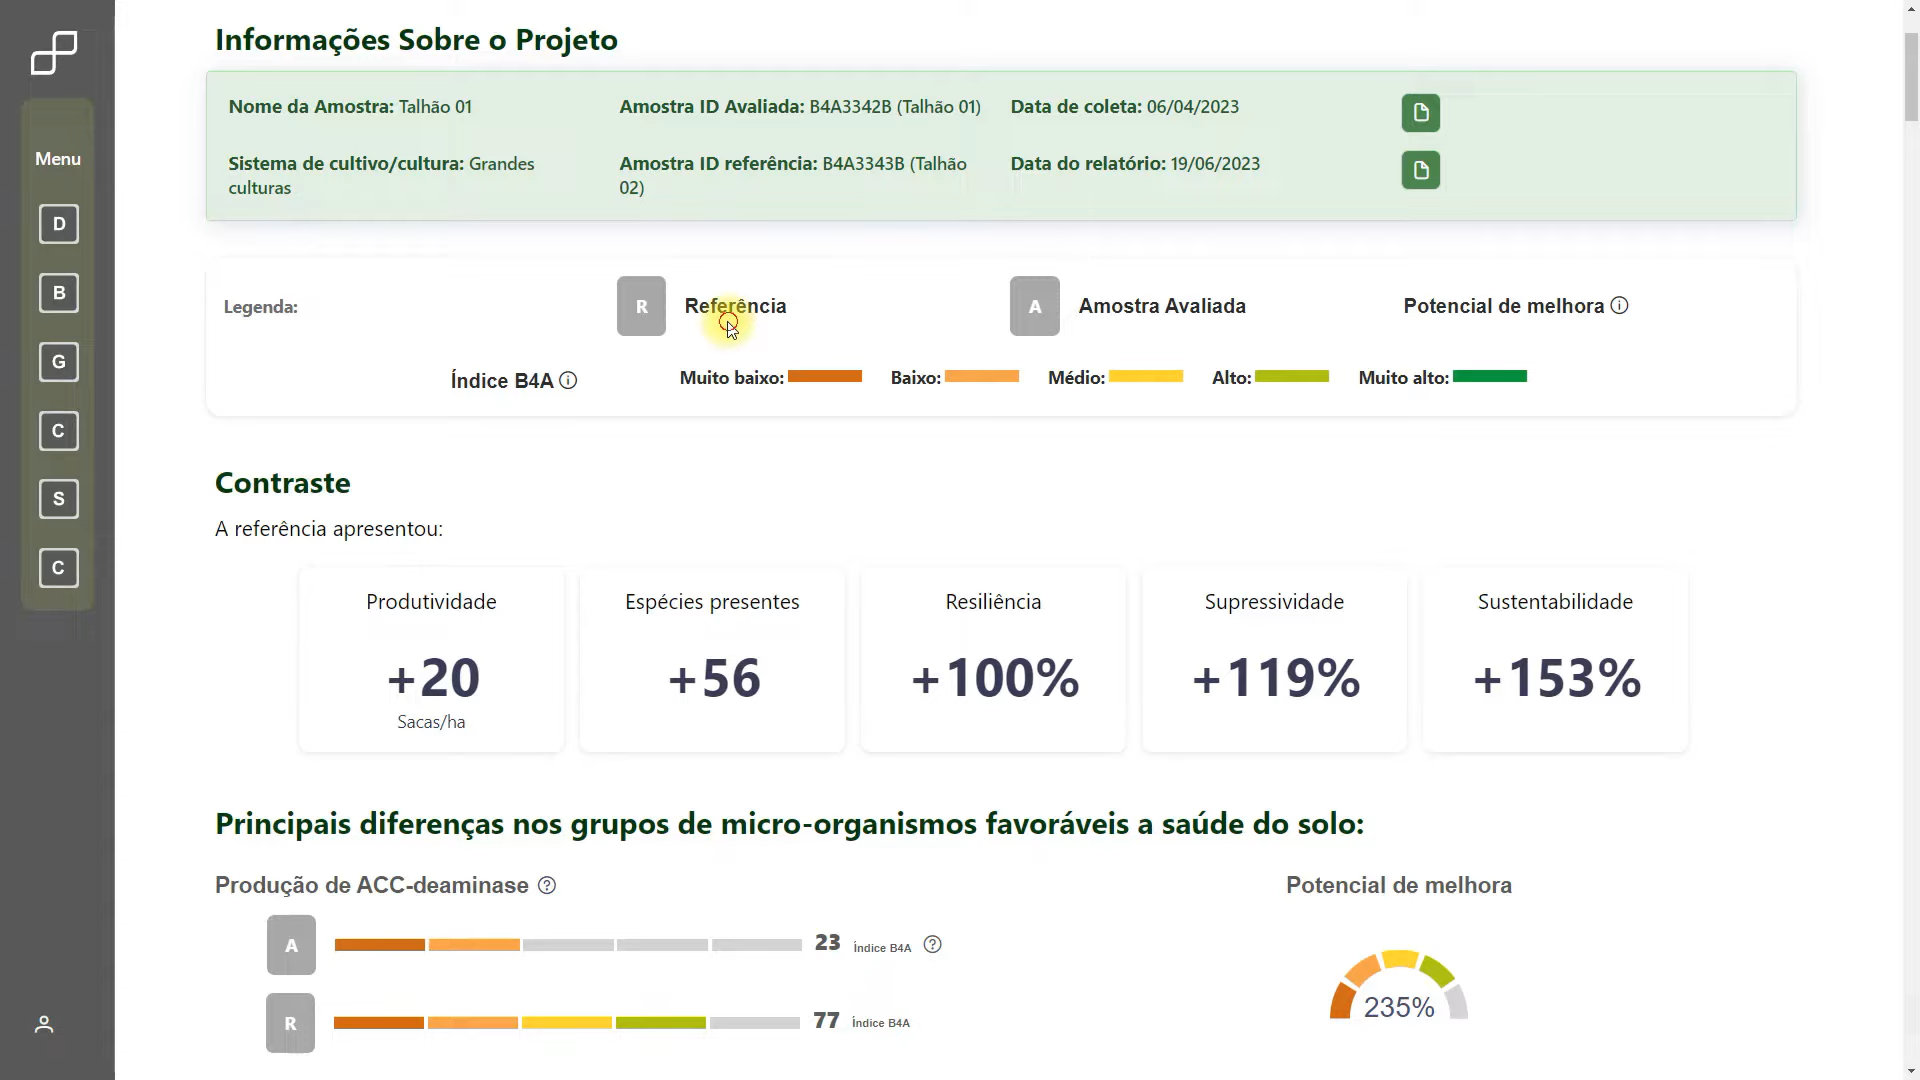 Informações Sobre o Projeto
Nome da Amostra: Talhão 01
Amostra ID Avaliada: B4A3342B (Talhão 01)
Data de coleta: 06/04/2023
Sistema de cultivo/cultura: Grandes
culturas
Amostra ID referência: B4A3343B (Talhão
02)
Data do relatório: 19/06/2023
Menu
D
B
G
C
S
C
Legenda:
R Referência
A Amostra Avaliada
Potencial de melhora
Índice B4A
Muito baixo:
Baixo:
Médio:
Alto:
Muito alto:
Contraste
A referência apresentou:
Produtividade
+20
Sacas/ha
Espécies presentes
+56
Resiliência
+100%
Supressividade
+119%
Sustentabilidade
+153%
Principais diferenças nos grupos de micro-organismos favoráveis a saúde do solo:
Produção de ACC-deaminase
Potencial de melhora
A 23 Índice B4A
R 77 Índice B4A
235%